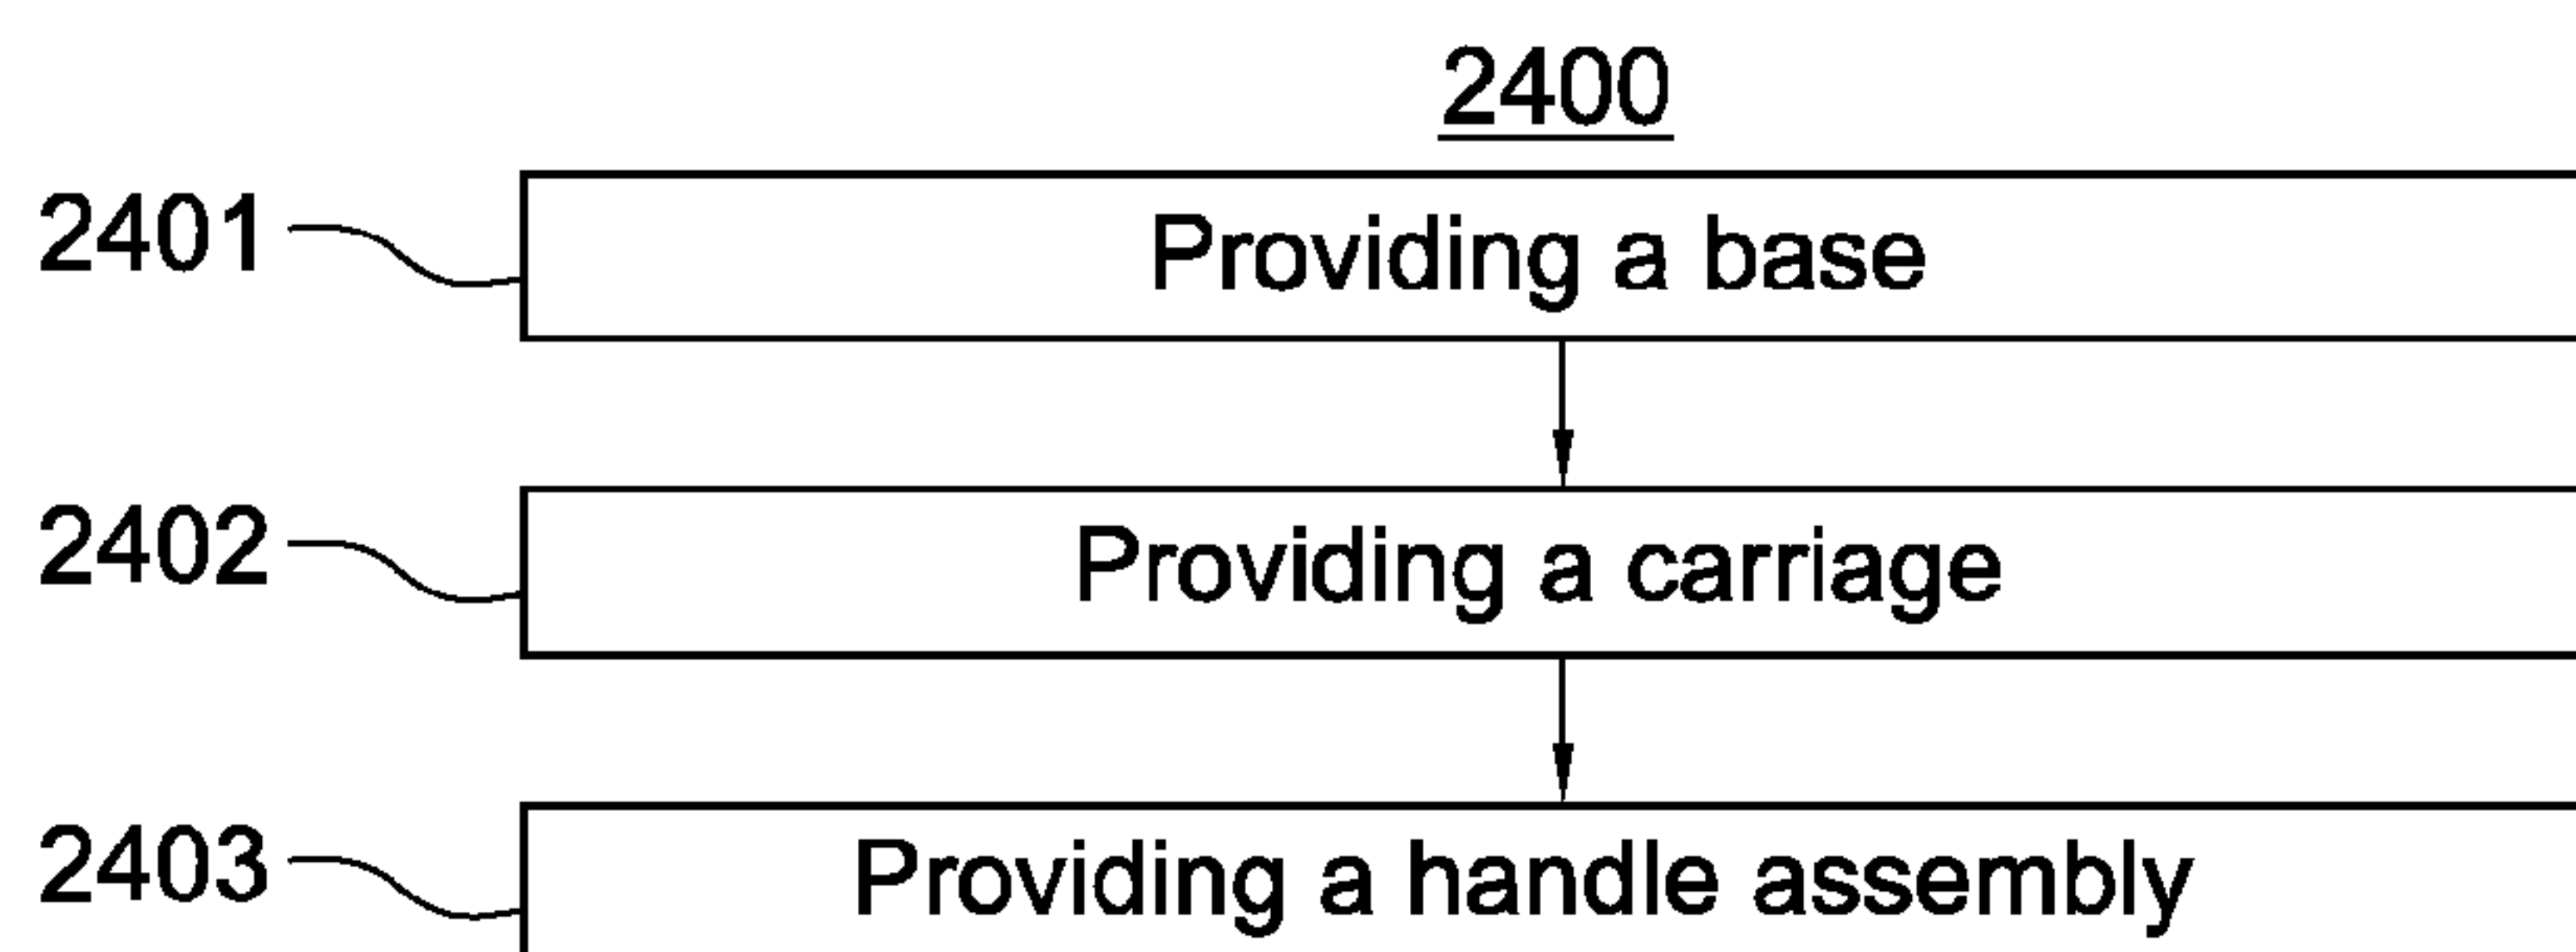 2400
2401 Providing a base
2402 Providing a carriage
2403 Providing a handle assembly